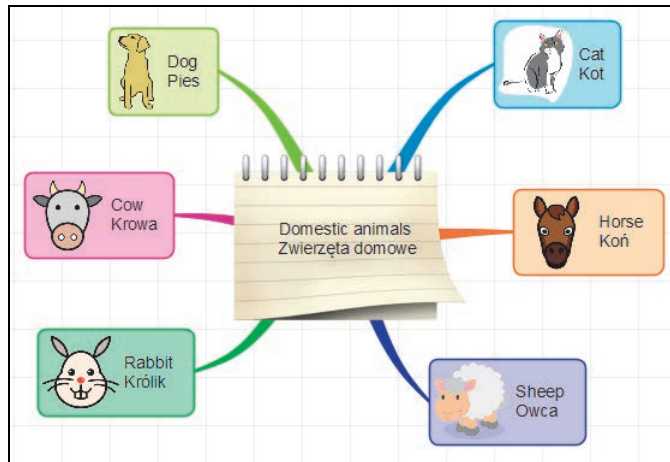 Dog
Pies
Cat
Kot
Cow
Krowa
Domestic animals
Zwierzęta domowe
Horse
Koń
Rabbit
Królik
Sheep
Owca